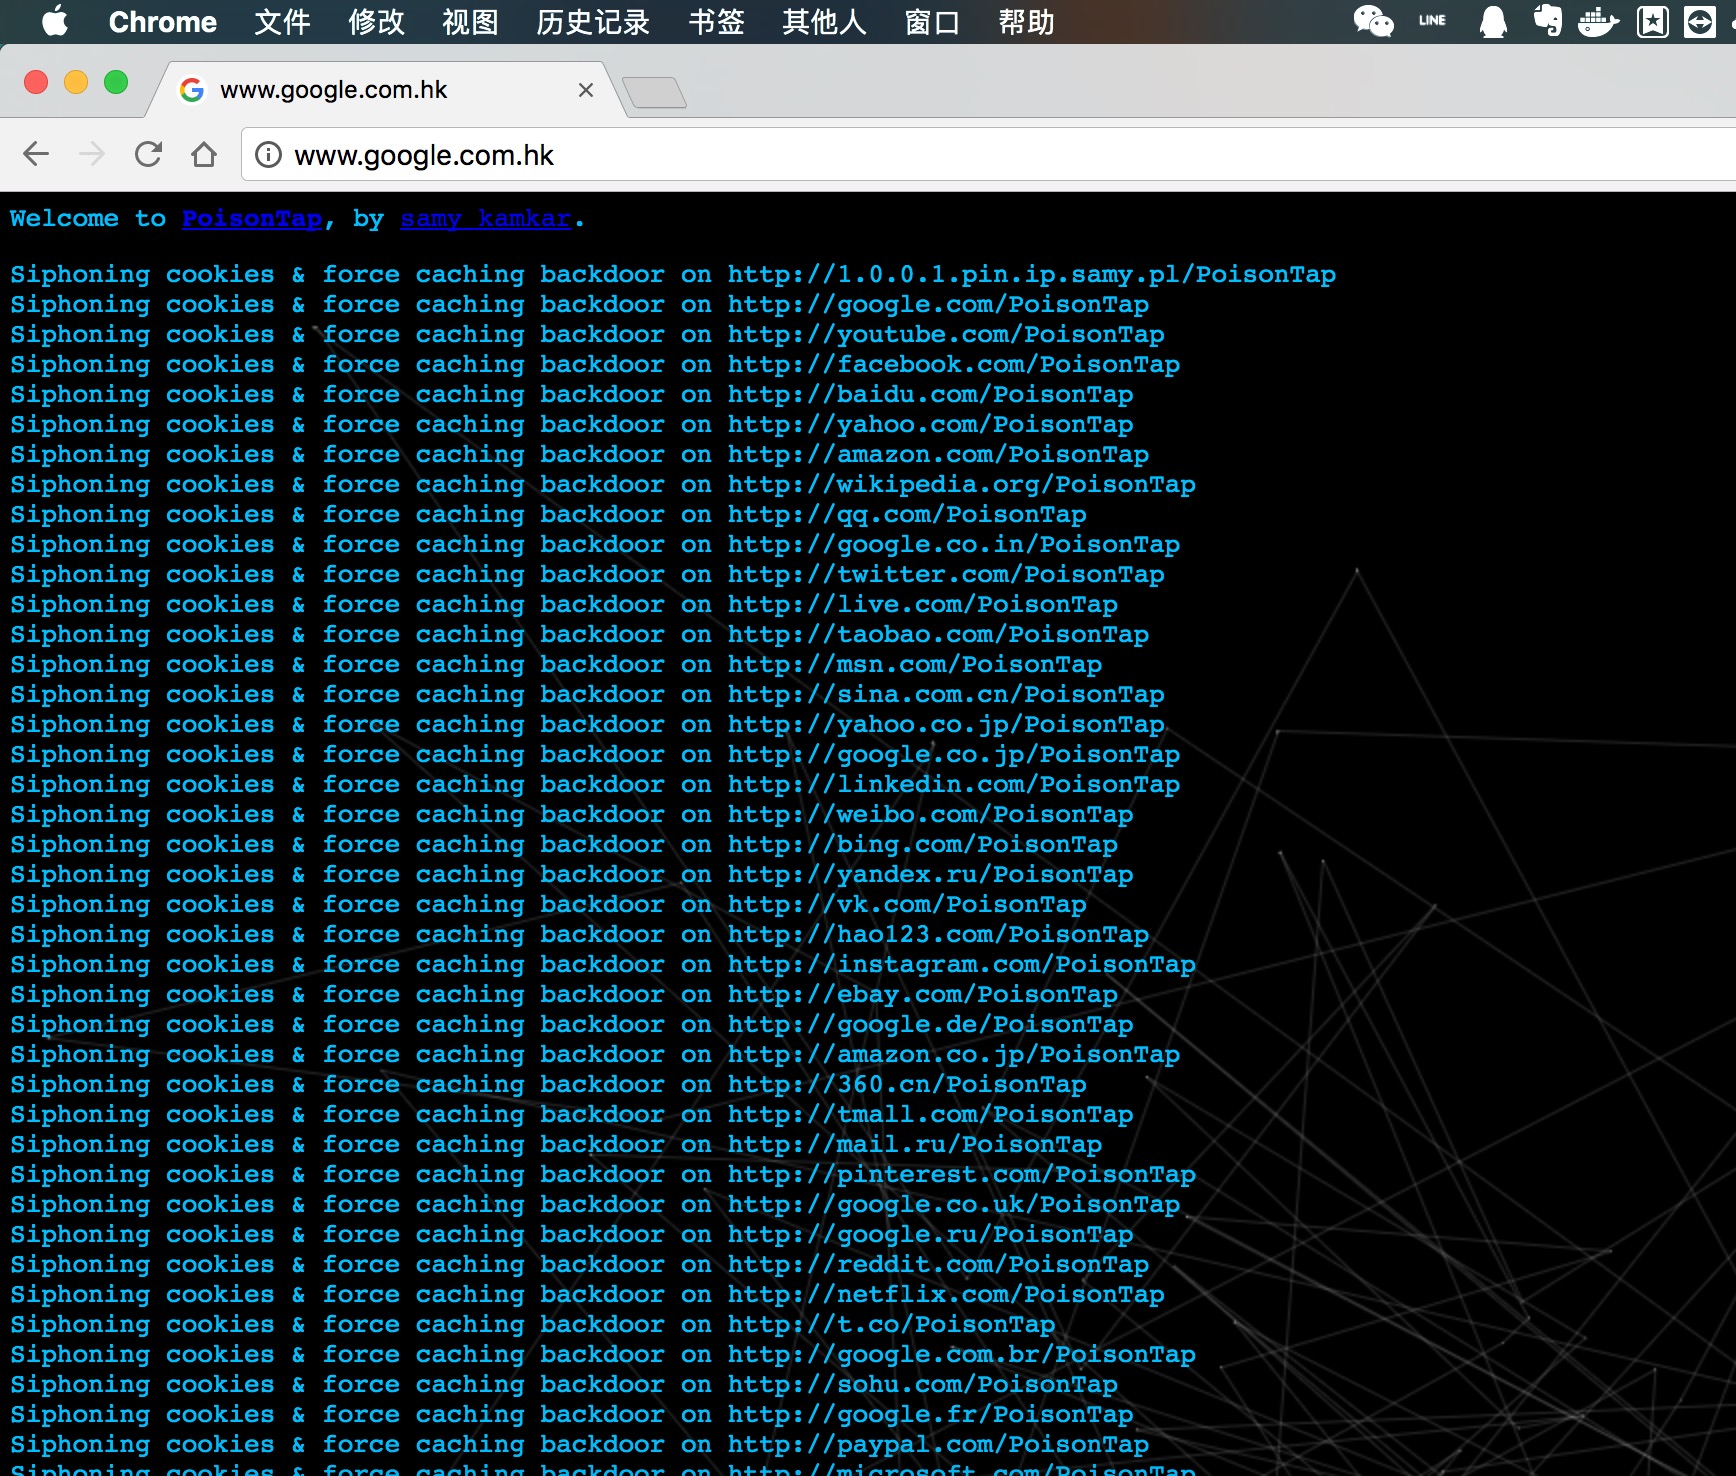 Chrome 文件 修改 视图 历史记录 书签 其他人 窗口 帮助 LINE
www.google.com.hk
www.google.com.hk
Welcome to PoisonTap, by samy kamkar.
Siphoning cookies & force caching backdoor on http://1.0.0.1.pin.ip.samy.pl/PoisonTap
Siphoning cookies & force caching backdoor on http://google.com/PoisonTap
Siphoning cookies & force caching backdoor on http://youtube.com/PoisonTap
Siphoning cookies & force caching backdoor on http://facebook.com/PoisonTap
Siphoning cookies & force caching backdoor on http://baidu.com/PoisonTap
Siphoning cookies & force caching backdoor on http://yahoo.com/PoisonTap
Siphoning cookies & force caching backdoor on http://amazon.com/PoisonTap
Siphoning cookies & force caching backdoor on http://wikipedia.org/PoisonTap
Siphoning cookies & force caching backdoor on http://qq.com/PoisonTap
Siphoning cookies & force caching backdoor on http://google.co.in/PoisonTap
Siphoning cookies & force caching backdoor on http://twitter.com/PoisonTap
Siphoning cookies & force caching backdoor on http://live.com/PoisonTap
Siphoning cookies & force caching backdoor on http://taobao.com/PoisonTap
Siphoning cookies & force caching backdoor on http://msn.com/PoisonTap
Siphoning cookies & force caching backdoor on http://sina.com.cn/PoisonTap
Siphoning cookies & force caching backdoor on http://yahoo.co.jp/PoisonTap
Siphoning cookies & force caching backdoor on http://google.co.jp/PoisonTap
Siphoning cookies & force caching backdoor on http://linkedin.com/PoisonTap
Siphoning cookies & force caching backdoor on http://weibo.com/PoisonTap
Siphoning cookies & force caching backdoor on http://bing.com/PoisonTap
Siphoning cookies & force caching backdoor on http://yandex.ru/PoisonTap
Siphoning cookies & force caching backdoor on http://vk.com/PoisonTap
Siphoning cookies & force caching backdoor on http://hao123.com/PoisonTap
Siphoning cookies & force caching backdoor on http://instagram.com/PoisonTap
Siphoning cookies & force caching backdoor on http://ebay.com/PoisonTap
Siphoning cookies & force caching backdoor on http://google.de/PoisonTap
Siphoning cookies & force caching backdoor on http://amazon.co.jp/PoisonTap
Siphoning cookies & force caching backdoor on http://360.cn/PoisonTap
Siphoning cookies & force caching backdoor on http://tmall.com/PoisonTap
Siphoning cookies & force caching backdoor on http://mail.ru/PoisonTap
Siphoning cookies & force caching backdoor on http://pinterest.com/PoisonTap
Siphoning cookies & force caching backdoor on http://google.co.uk/PoisonTap
Siphoning cookies & force caching backdoor on http://google.ru/PoisonTap
Siphoning cookies & force caching backdoor on http://reddit.com/PoisonTap
Siphoning cookies & force caching backdoor on http://netflix.com/PoisonTap
Siphoning cookies & force caching backdoor on http://t.co/PoisonTap
Siphoning cookies & force caching backdoor on http://google.com.br/PoisonTap
Siphoning cookies & force caching backdoor on http://sohu.com/PoisonTap
Siphoning cookies & force caching backdoor on http://google.fr/PoisonTap
Siphoning cookies & force caching backdoor on http://paypal.com/PoisonTap
Siphoning cookies & force caching backdoor on http://microsoft.com/PoisonTap